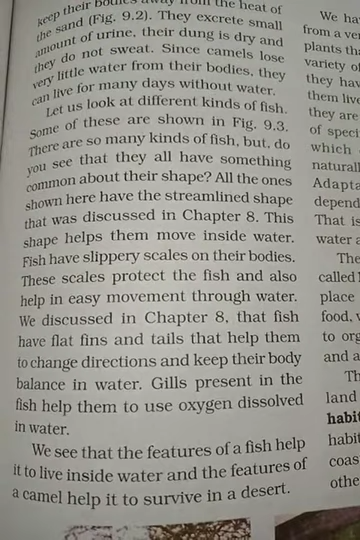 keep their bodies away from the heat of
the sand (Fig. 9.2). They excrete small
amount of urine, their dung is dry and
they do not sweat. Since camels lose
very little water from their bodies, they
can live for many days without water.
Let us look at different kinds of fish.
Some of these are shown in Fig. 9.3.
There are so many kinds of fish, but, do
you see that they all have something
common about their shape? All the ones
shown here have the streamlined shape
that was discussed in Chapter 8. This
shape helps them move inside water.
Fish have slippery scales on their bodies.
These scales protect the fish and also
help in easy movement through water.
We discussed in Chapter 8, that fish
have flat fins and tails that help them
to change directions and keep their body
balance in water. Gills present in the
fish help them to use oxygen dissolved
in water.
We see that the features of a fish help
it to live inside water and the features of
a camel help it to survive in a desert.
We ha
from a ve
plants tha
variety of
they hav
them live
they are
of speci
which
naturall
Adapta
depend
That is
water a
The
called
place
food, v
to org
and a
Th
land
habit
habit
coas
othe